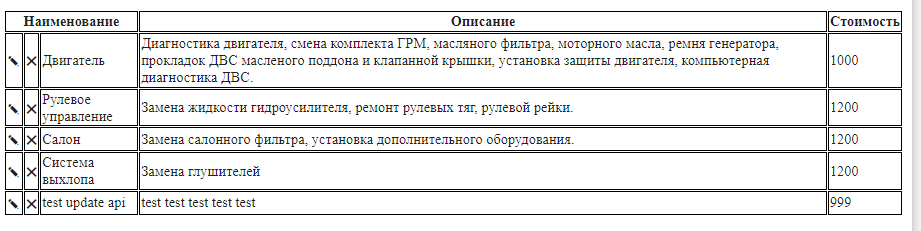 Наименование Описание Стоимость
Двигатель
Диагностика двигателя, смена комплекта ГРМ, масляного фильтра, моторного масла, ремня генератора,
прокладок ДВС масленого поддона и клапанной крышки, установка защиты двигателя, компьютерная
диагностика ДВС.
1000
Рулевое
управление
Замена жидкости гидроусилителя, ремонт рулевых тяг, рулевой рейки.
1200
Салон
Замена салонного фильтра, установка дополнительного оборудования.
1200
Система
выхлопа
Замена глушителей
1200
test update api
test test test test test
999